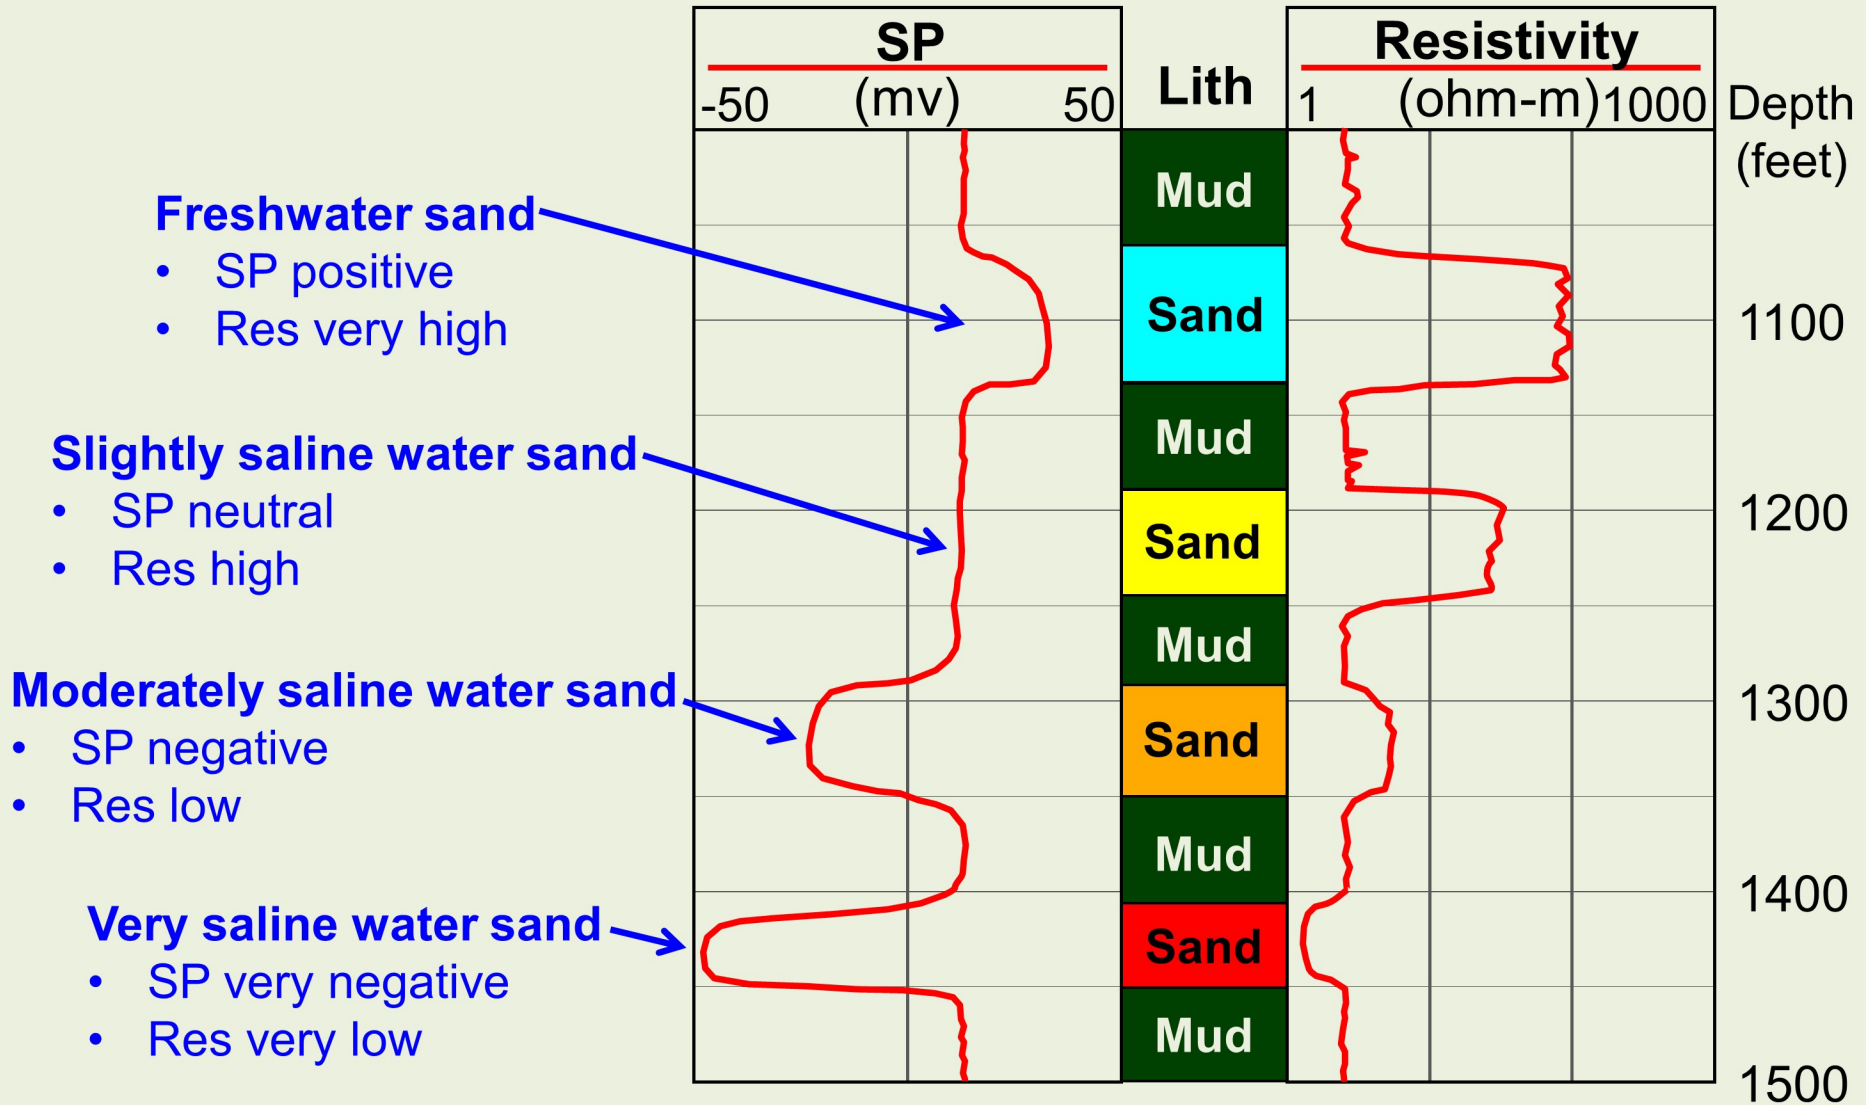 SP
(mv)
-50
50
Lith
Resistivity
1
(ohm-m)
1000
Depth
(feet)
Freshwater sand
• SP positive
• Res very high
Slightly saline water sand
• SP neutral
• Res high
Moderately saline water sand
• SP negative
• Res low
Very saline water sand
• SP very negative
• Res very low
Mud
Sand
Mud
Sand
Mud
Sand
Mud
Sand
Mud
1100
1200
1300
1400
1500